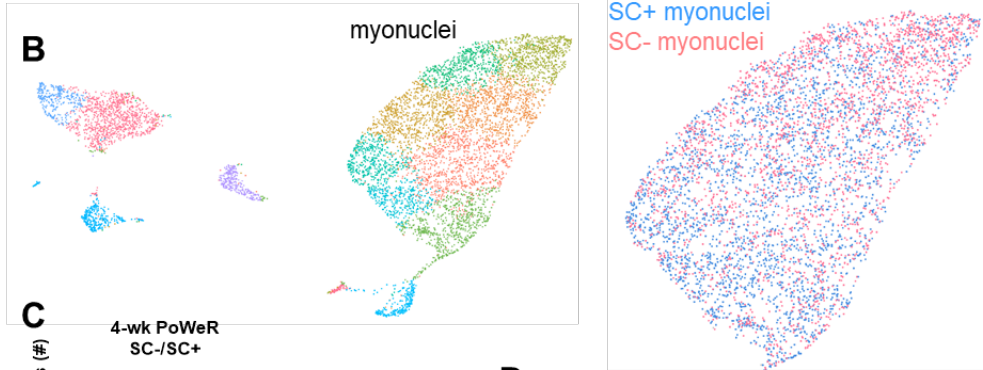 B
myonuclei
SC+ myonuclei
SC- myonuclei
C
4-wk PoWeR
SC-/SC+
(#)